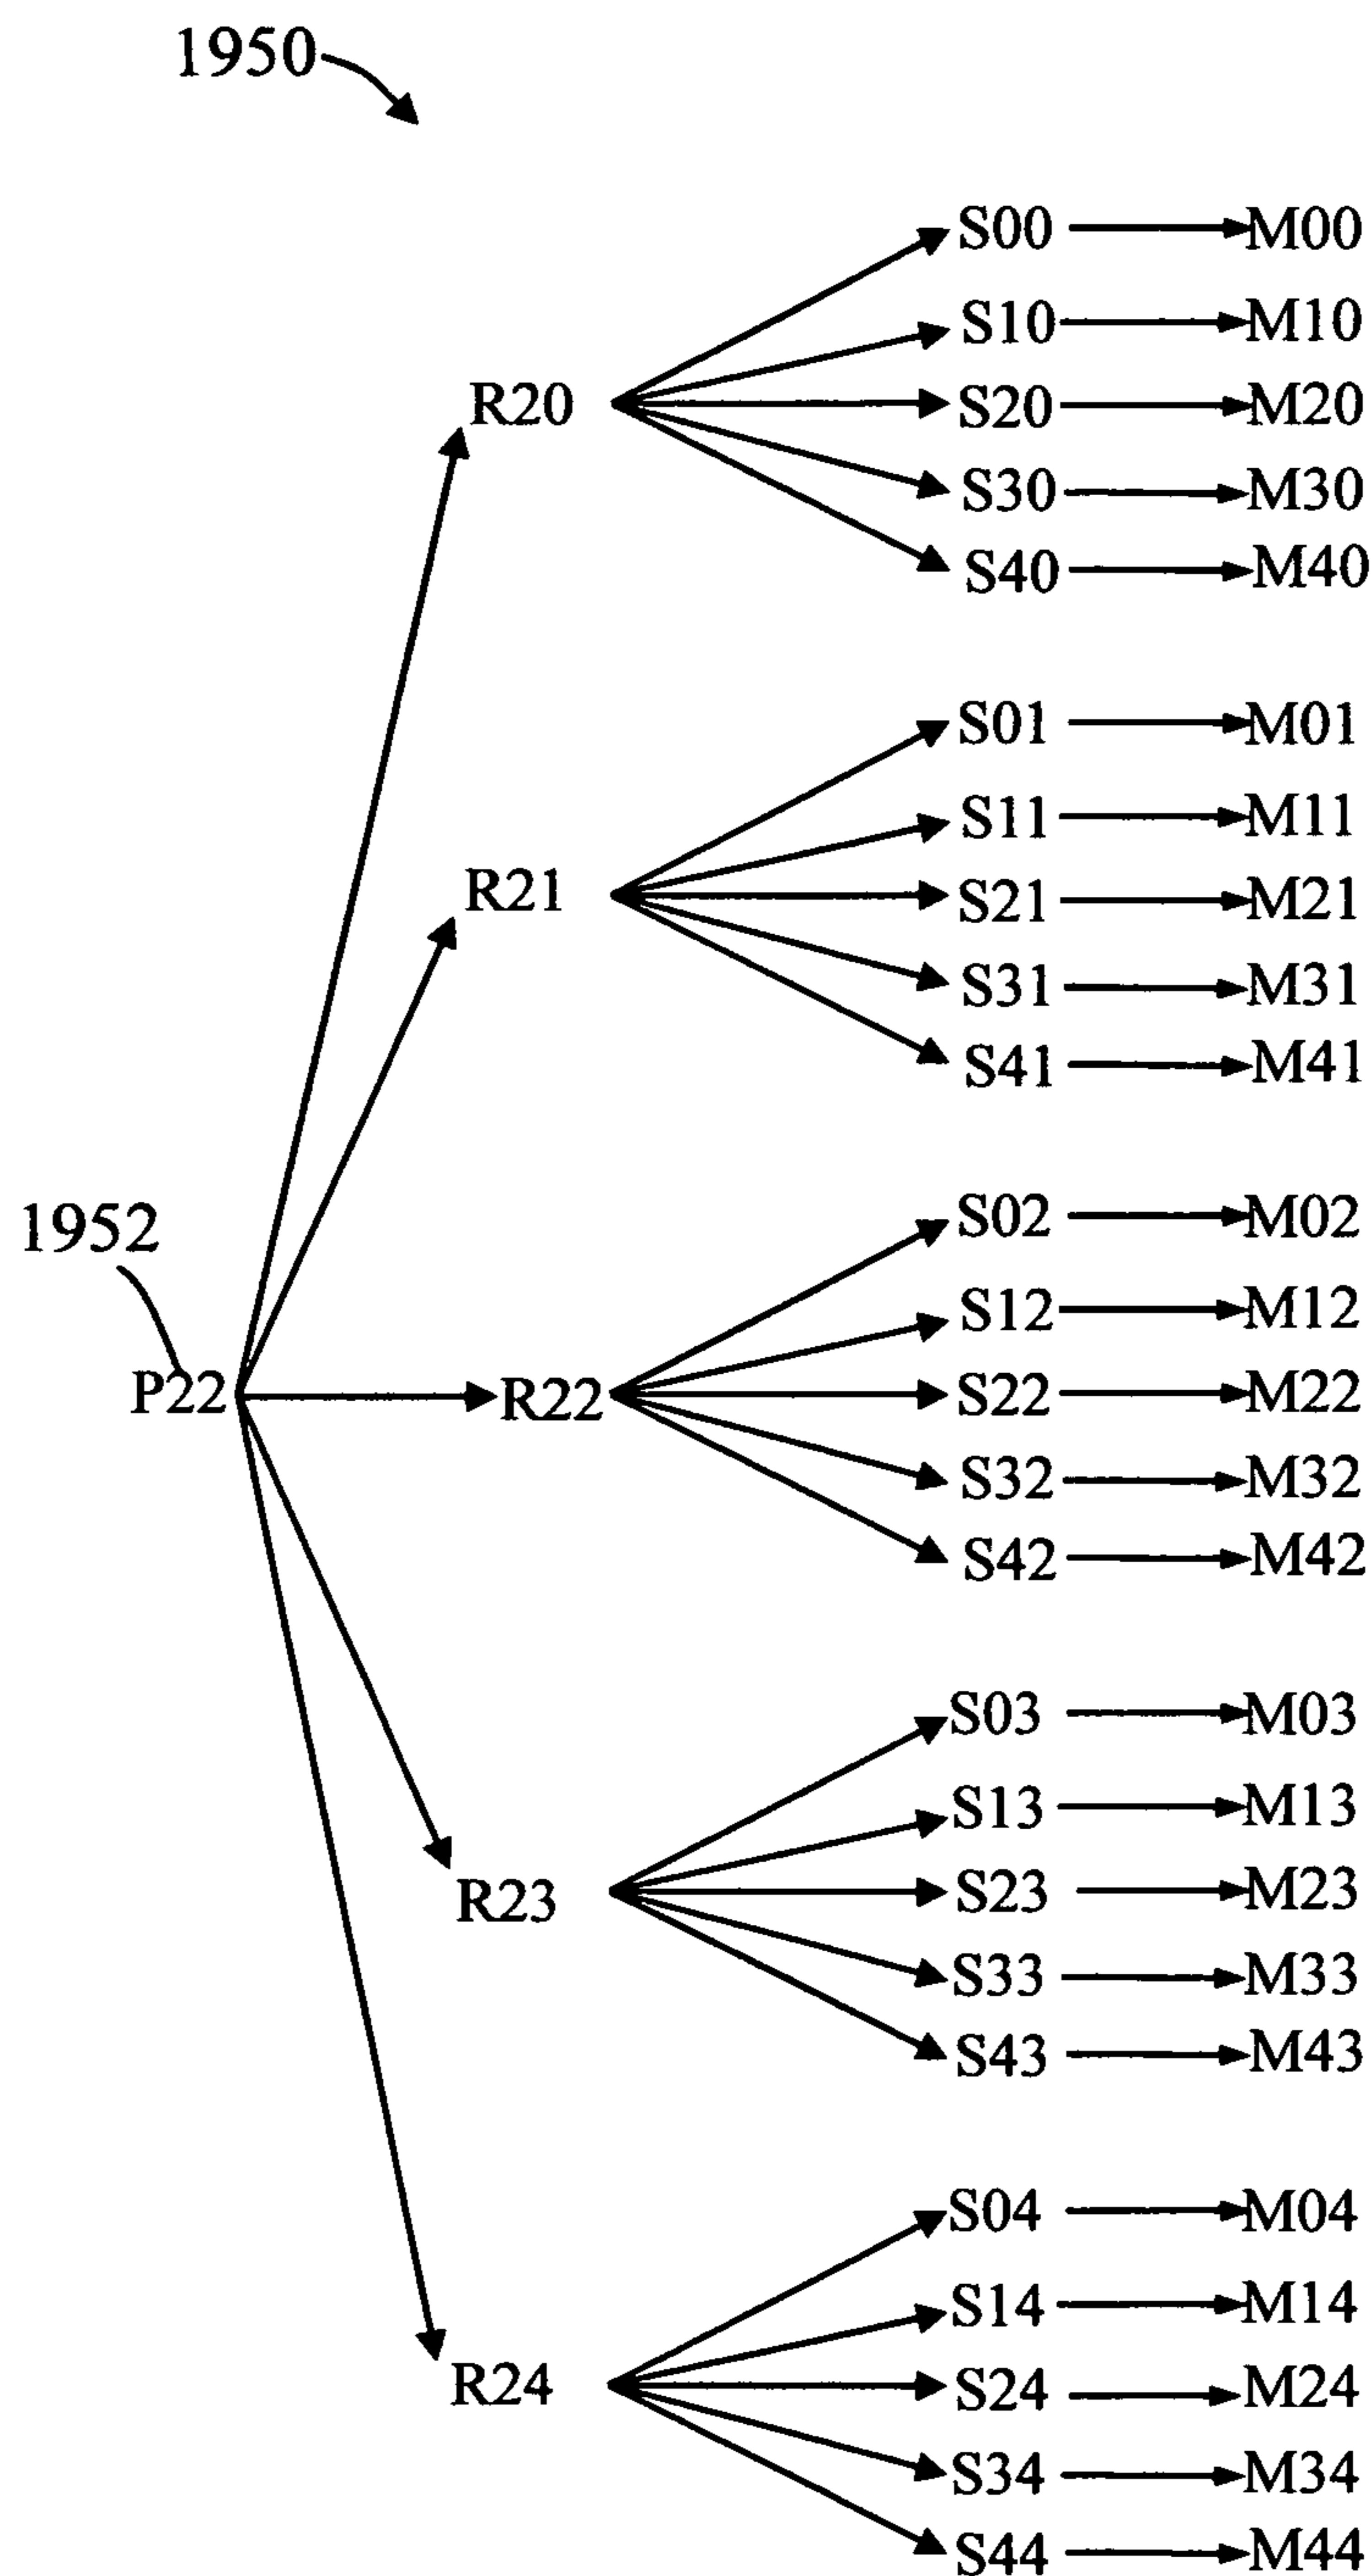 1950
S00 M00
S10 M10
R20 S20 M20
S30 M30
S40 M40
S01 M01
S11 M11
R21 S21 M21
S31 M31
S41 M41
1952
S02 M02
S12 M12
P22 R22 S22 M22
S32 M32
S42 M42
S03 M03
S13 M13
R23 S23 M23
S33 M33
S43 M43
S04 M04
S14 M14
R24 S24 M24
S34 M34
S44 M44